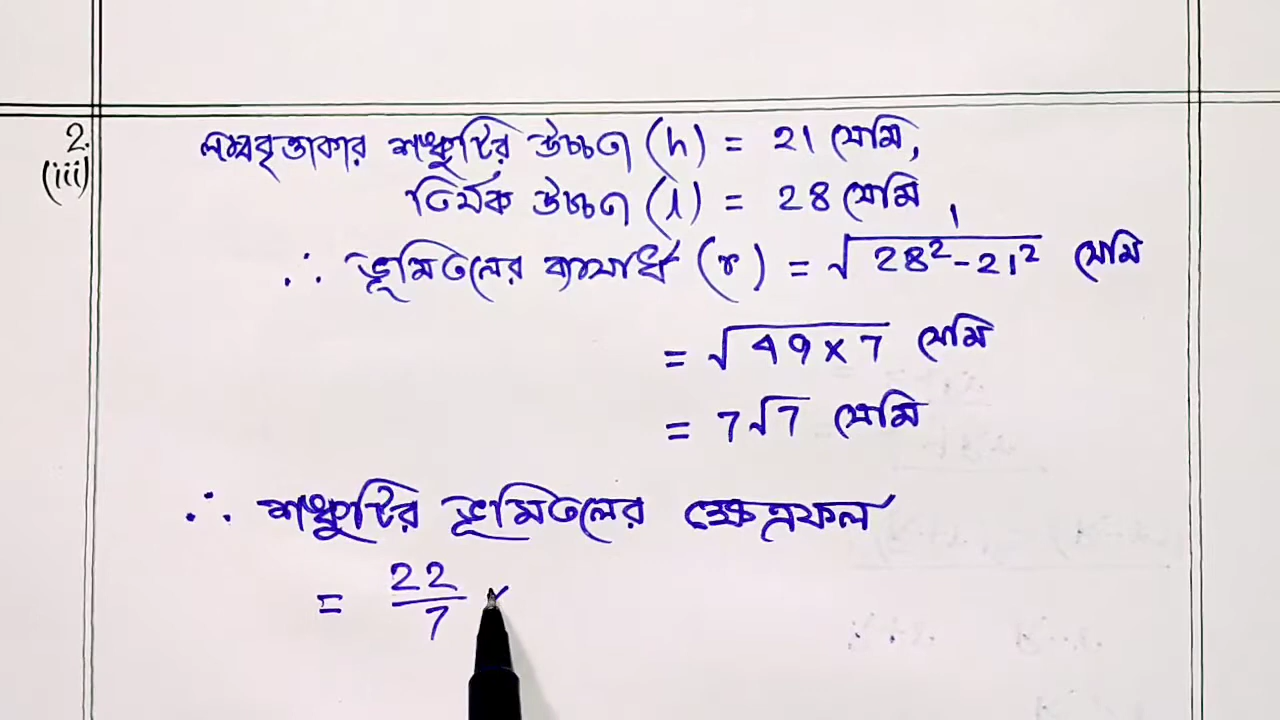 2.
(iii)
লম্ববৃত্তাকার শঙ্কুটির উচ্চতা (h) = 21 সেমি,
তির্যক উচ্চতা (l) = 28 সেমি
∴ ভূমিতলের ব্যাসার্ধ (r) = √28² - 21² সেমি
= √49 × 7 সেমি
= 7√7 সেমি
∴ শঙ্কুটির ভূমিতলের ক্ষেত্রফল
= 22/7 ×